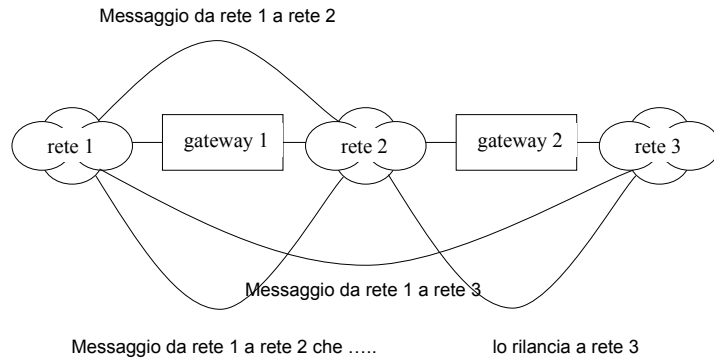 Messaggio da rete 1 a rete 2
rete 1
gateway 1
rete 2
gateway 2
rete 3
Messaggio da rete 1 a rete 3
Messaggio da rete 1 a rete 2 che …..
lo rilancia a rete 3